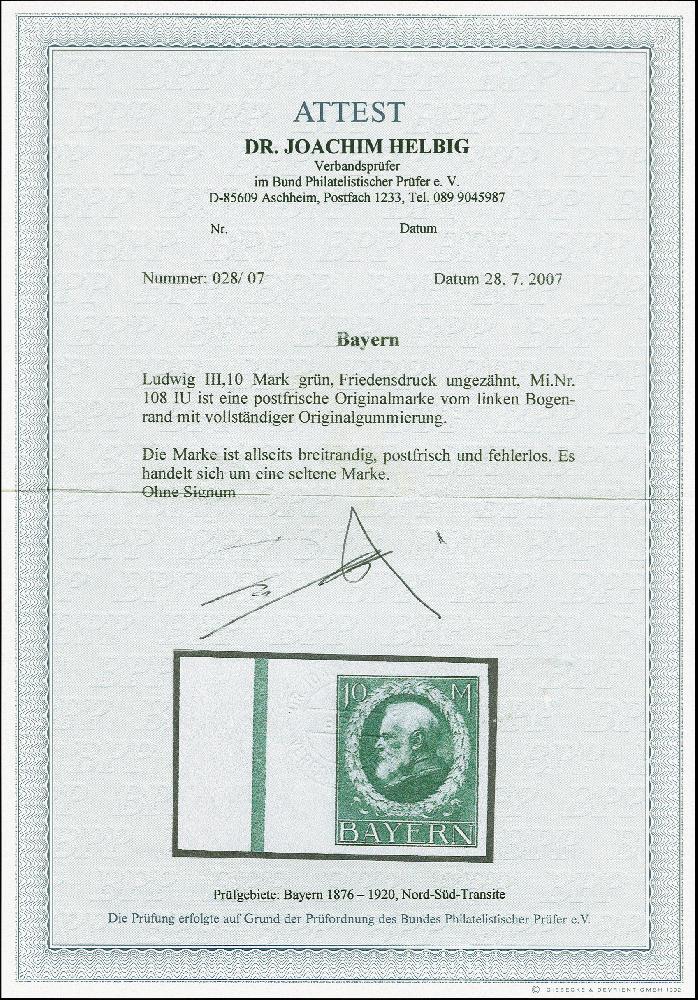 ATTEST
DR. JOACHIM HELBIG
Verbandsprüfer
im Bund Philatelistischer Prüfer e. V.
D-85609 Aschheim, Postfach 1233, Tel. 089 9045987
Nr. Datum
Nummer: 028/ 07 Datum 28. 7. 2007
Bayern
Ludwig III,10 Mark grün, Friedensdruck ungezähnt, Mi.Nr.
108 IU ist eine postfrische Originalmarke vom linken Bogen-
rand mit vollständiger Originalgummierung.
Die Marke ist allseits breitrandig, postfrisch und fehlerlos. Es
handelt sich um eine seltene Marke.
Ohne Signum
10 M
BAYERN
Prüfgebiete: Bayern 1876 – 1920, Nord-Süd-Transite
Die Prüfung erfolgte auf Grund der Prüfordnung des Bundes Philatelistischer Prüfer e.V.
© GIESECKE & DEVRIENT GMBH